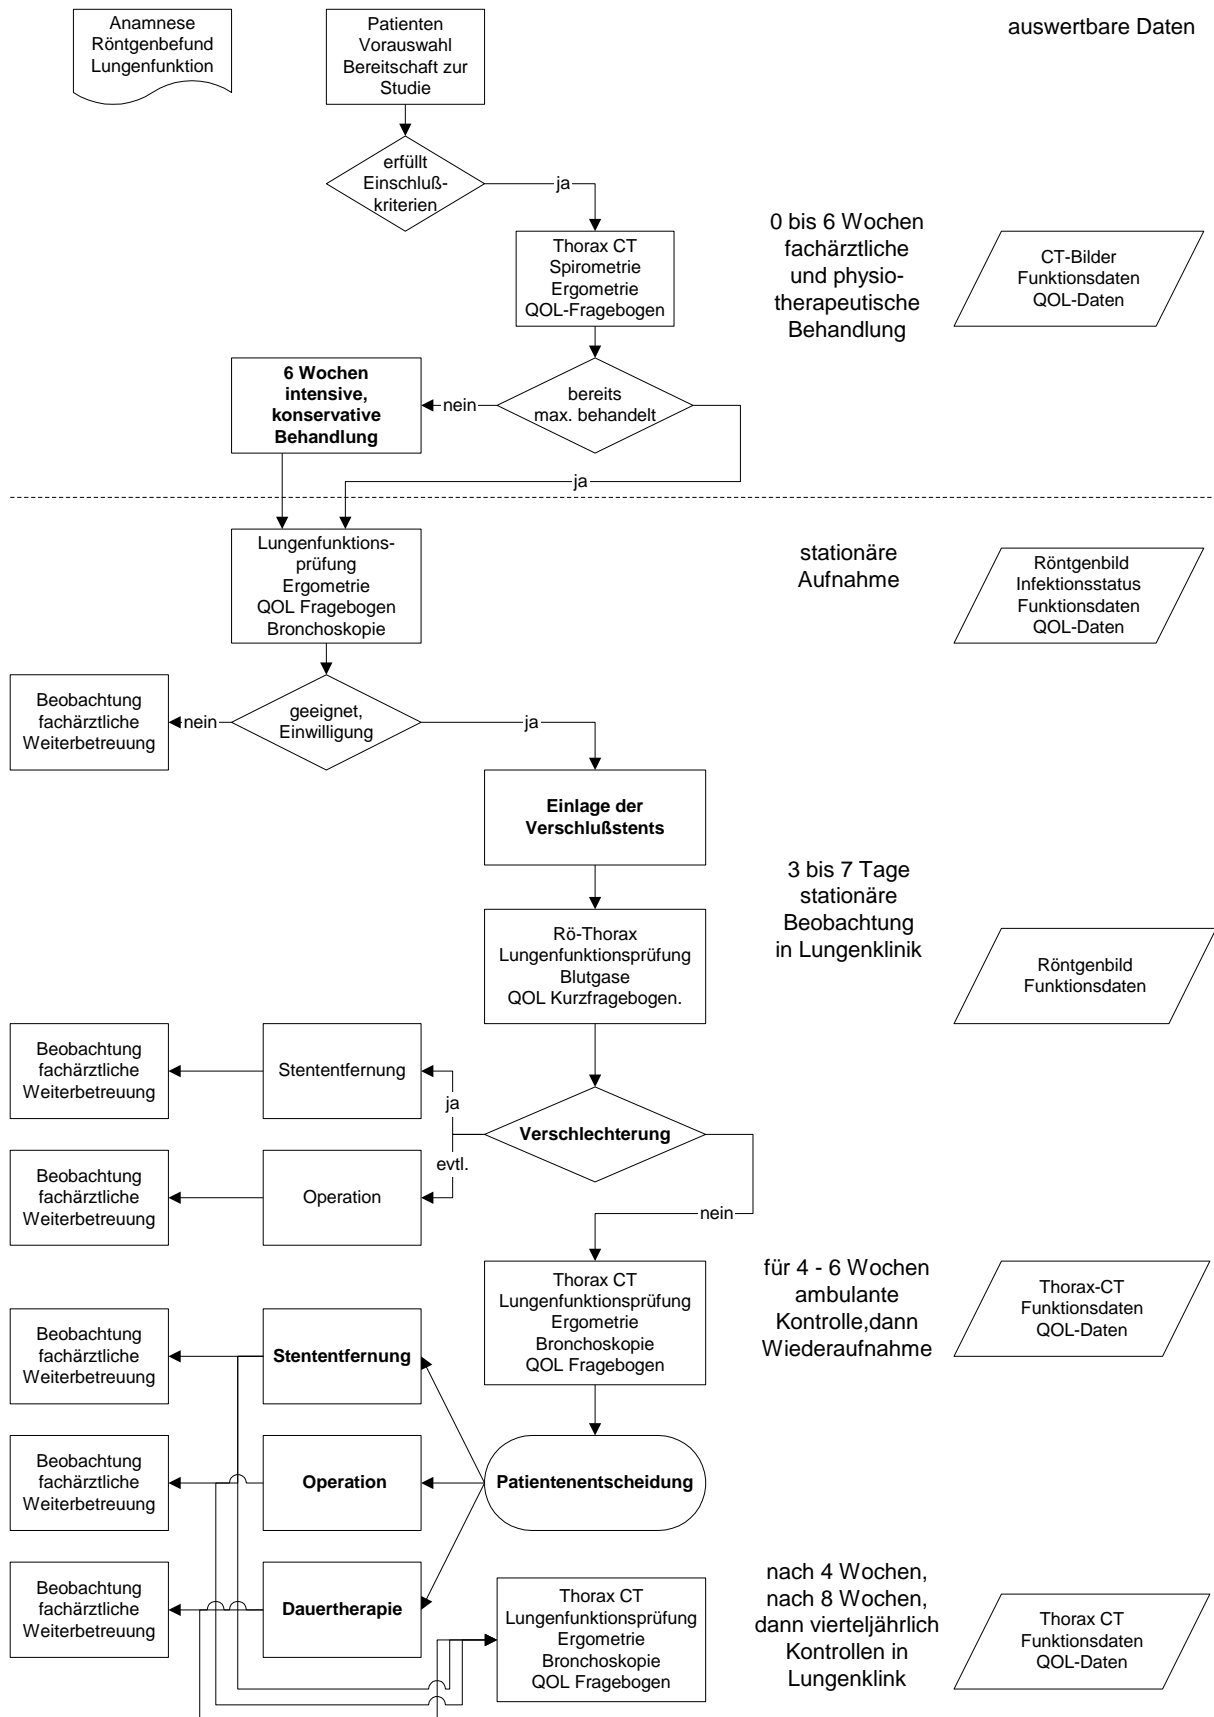 Anamnese
Röntgenbefund
Lungenfunktion
Patienten
Vorauswahl
Bereitschaft zur
Studie
auswertbare Daten
erfüllt
Einschluß-
kriterien
ja
Thorax CT
Spirometrie
Ergometrie
QOL-Fragebogen
0 bis 6 Wochen
fachärztliche
und physio-
therapeutische
Behandlung
CT-Bilder
Funktionsdaten
QOL-Daten
6 Wochen
intensive,
konservative
Behandlung
nein
bereits
max. behandelt
ja
Lungenfunktions-
prüfung
Ergometrie
QOL Fragebogen
Bronchoskopie
stationäre
Aufnahme
Röntgenbild
Infektionsstatus
Funktionsdaten
QOL-Daten
Beobachtung
fachärztliche
Weiterbetreuung
nein
geeignet,
Einwilligung
ja
Einlage der
Verschlußstents
3 bis 7 Tage
stationäre
Beobachtung
in Lungenklinik
Rö-Thorax
Lungenfunktionsprüfung
Blutgase
QOL Kurzfragebogen.
Röntgenbild
Funktionsdaten
Beobachtung
fachärztliche
Weiterbetreuung
Stententfernung
ja
Verschlechterung
evtl.
Beobachtung
fachärztliche
Weiterbetreuung
Operation
nein
Thorax CT
Lungenfunktionsprüfung
Ergometrie
Bronchoskopie
QOL Fragebogen
für 4 - 6 Wochen
ambulante
Kontrolle,dann
Wiederaufnahme
Thorax-CT
Funktionsdaten
QOL-Daten
Beobachtung
fachärztliche
Weiterbetreuung
Stententfernung
Beobachtung
fachärztliche
Weiterbetreuung
Operation
Patientenentscheidung
Beobachtung
fachärztliche
Weiterbetreuung
Dauertherapie
Thorax CT
Lungenfunktionsprüfung
Ergometrie
Bronchoskopie
QOL Fragebogen
nach 4 Wochen,
nach 8 Wochen,
dann vierteljährlich
Kontrollen in
Lungenklink
Thorax CT
Funktionsdaten
QOL-Daten